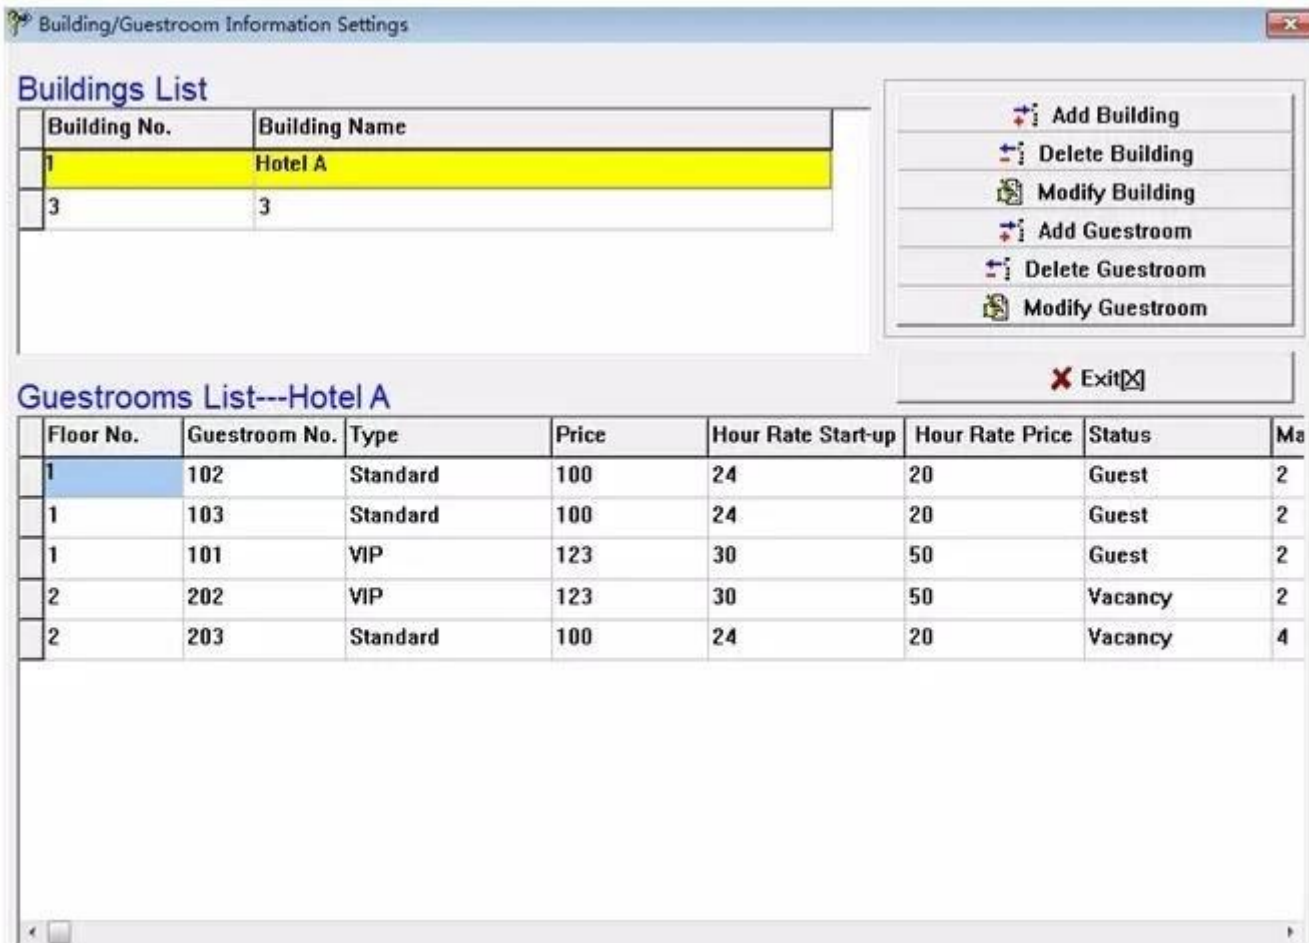 Building/Guestroom Information Settings
Buildings List
Building No. Building Name
1 Hotel A
3 3
Add Building
Delete Building
Modify Building
Add Guestroom
Delete Guestroom
Modify Guestroom
Exit[X]
Guestrooms List---Hotel A
Floor No. Guestroom No. Type Price Hour Rate Start-up Hour Rate Price Status Ma
1 102 Standard 100 24 20 Guest 2
1 103 Standard 100 24 20 Guest 2
1 101 VIP 123 30 50 Guest 2
2 202 VIP 123 30 50 Vacancy 2
2 203 Standard 100 24 20 Vacancy 4